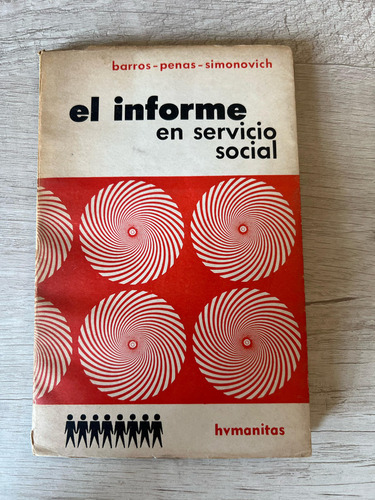 barros-penas-simonovich
el informe
en servicio
social
hvmanitas